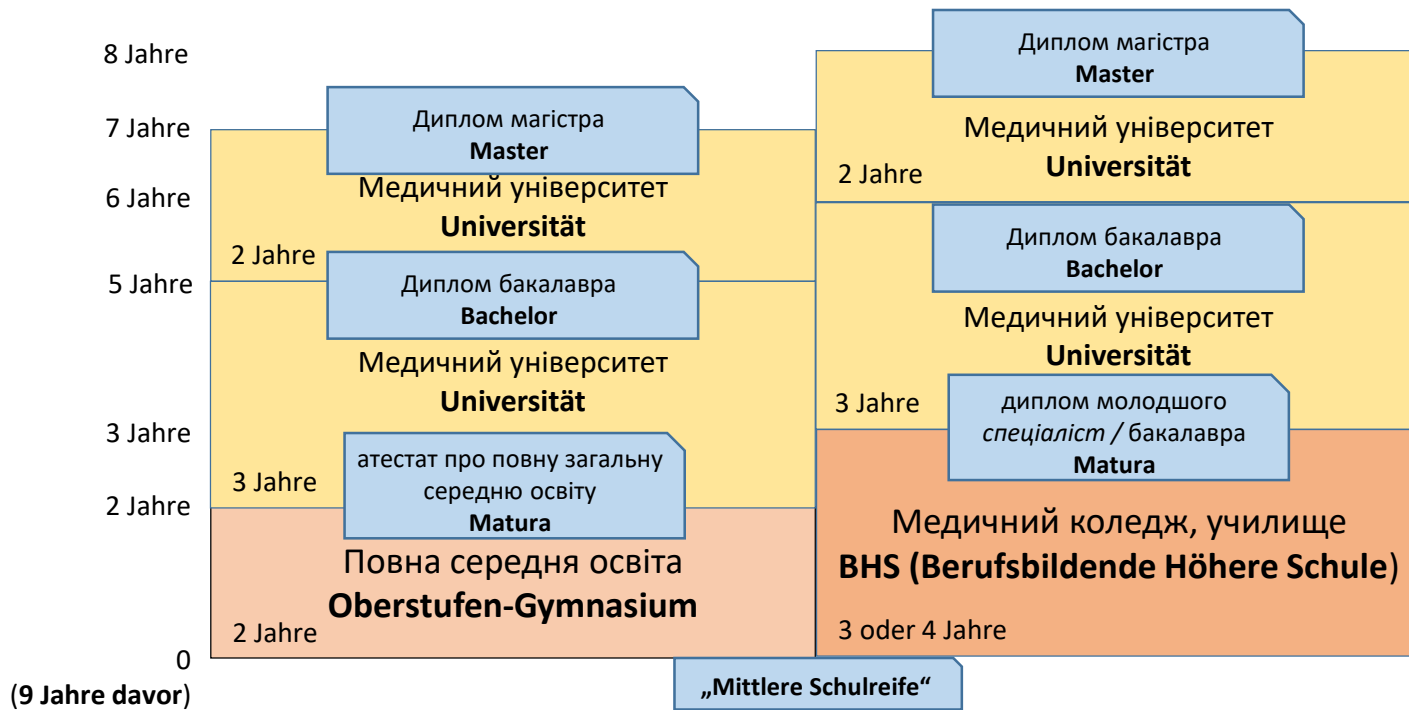 8 Jahre
7 Jahre
6 Jahre
5 Jahre
3 Jahre
2 Jahre
0
(9 Jahre davor)
Диплом магістра
Master
Медичний університет
Universität
2 Jahre
Диплом бакалавра
Bachelor
Медичний університет
Universität
3 Jahre
атестат про повну загальну
середню освіту
Matura
Повна середня освіта
Oberstufen-Gymnasium
2 Jahre
Диплом магістра
Master
Медичний університет
Universität
2 Jahre
Диплом бакалавра
Bachelor
Медичний університет
Universität
3 Jahre
диплом молодшого
спеціаліст / бакалавра
Matura
Медичний коледж, училище
BHS (Berufsbildende Höhere Schule)
3 oder 4 Jahre
„Mittlere Schulreife“